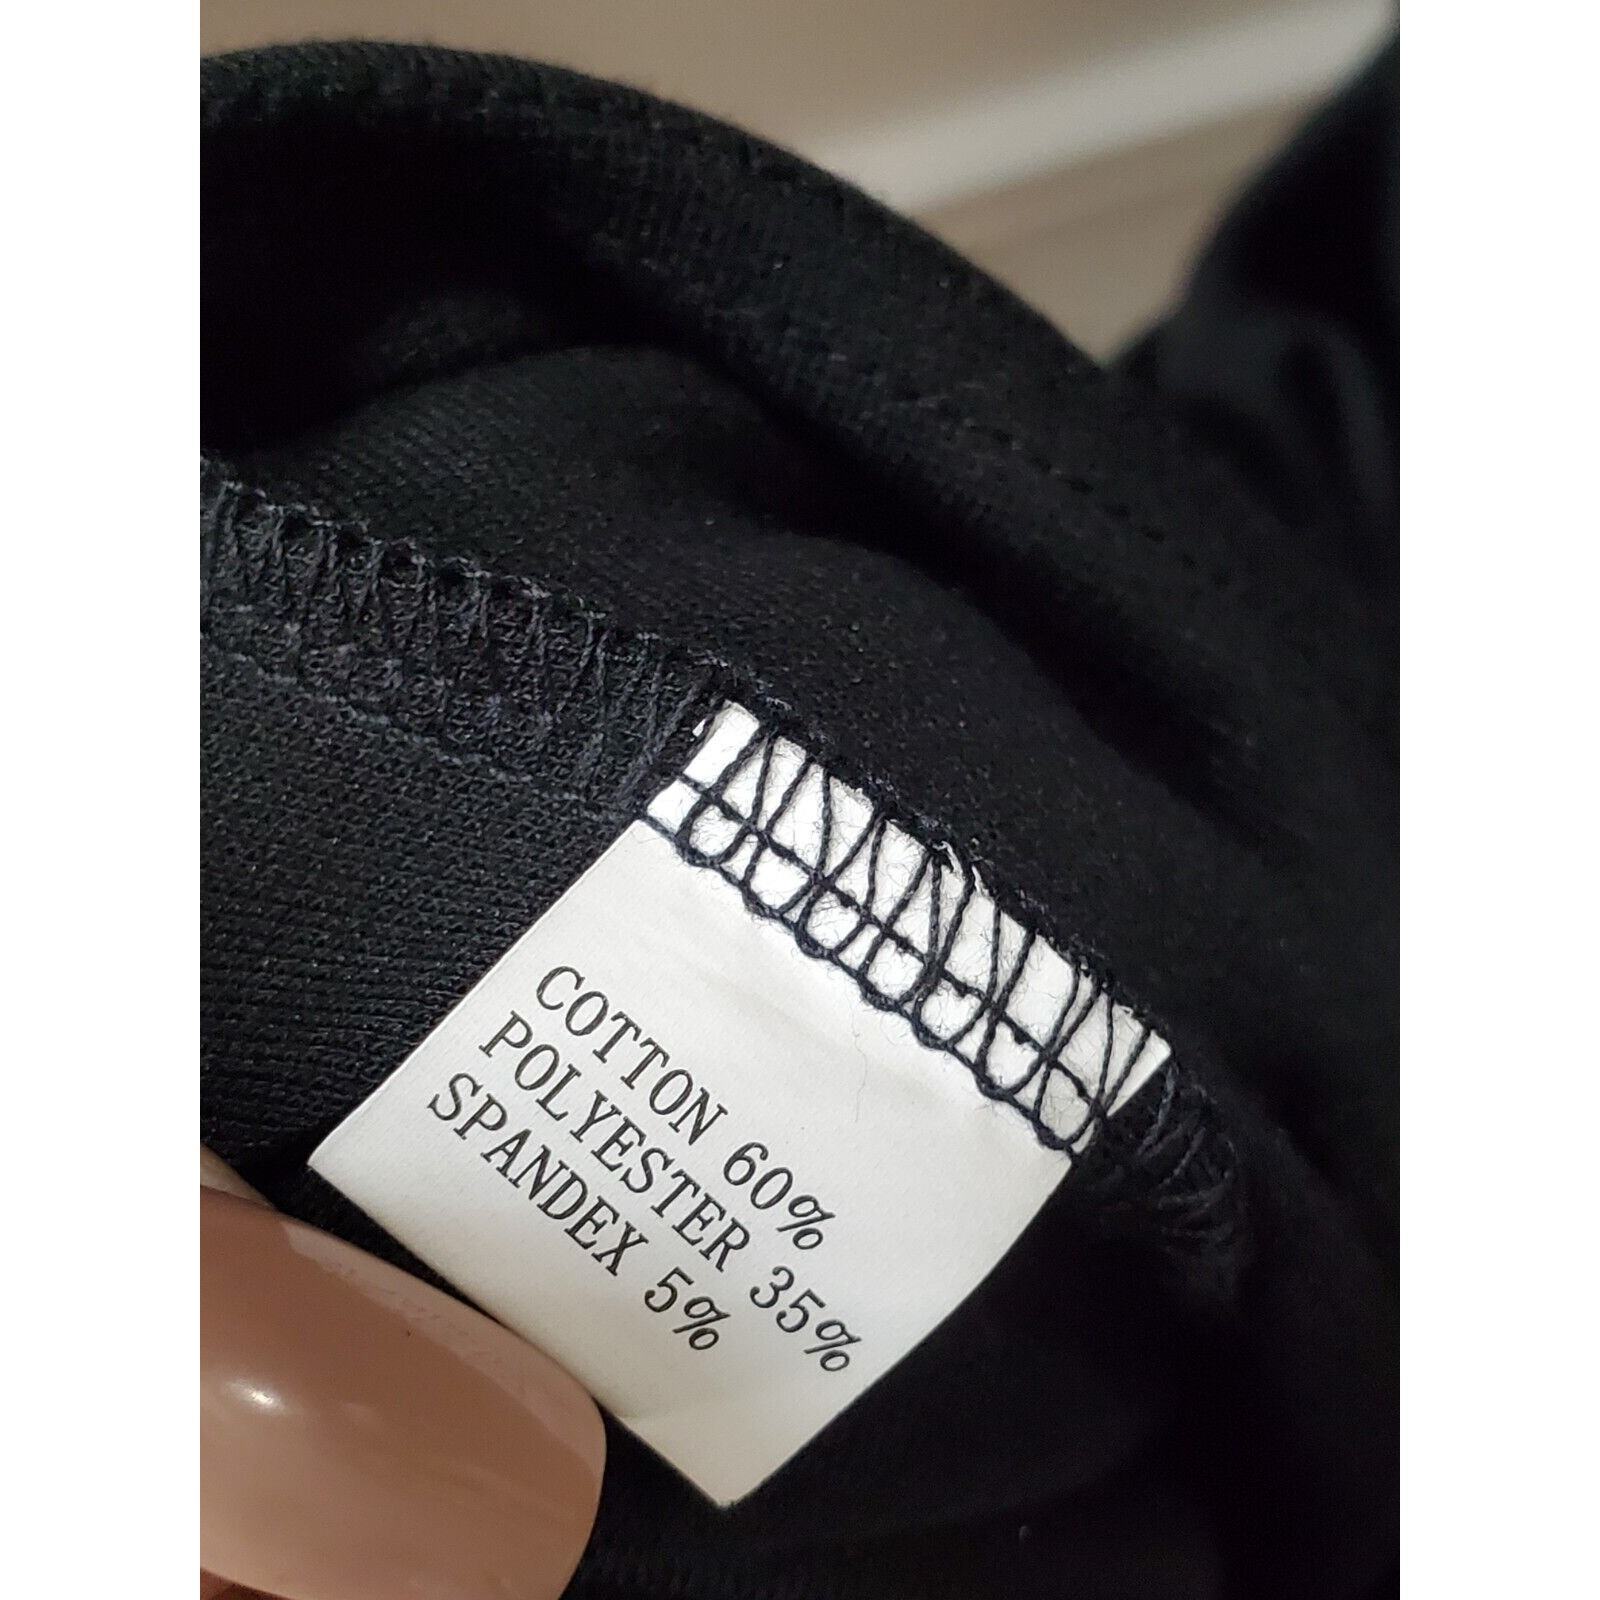 COTTON 60%
POLYESTER 35%
SPANDEX 5%